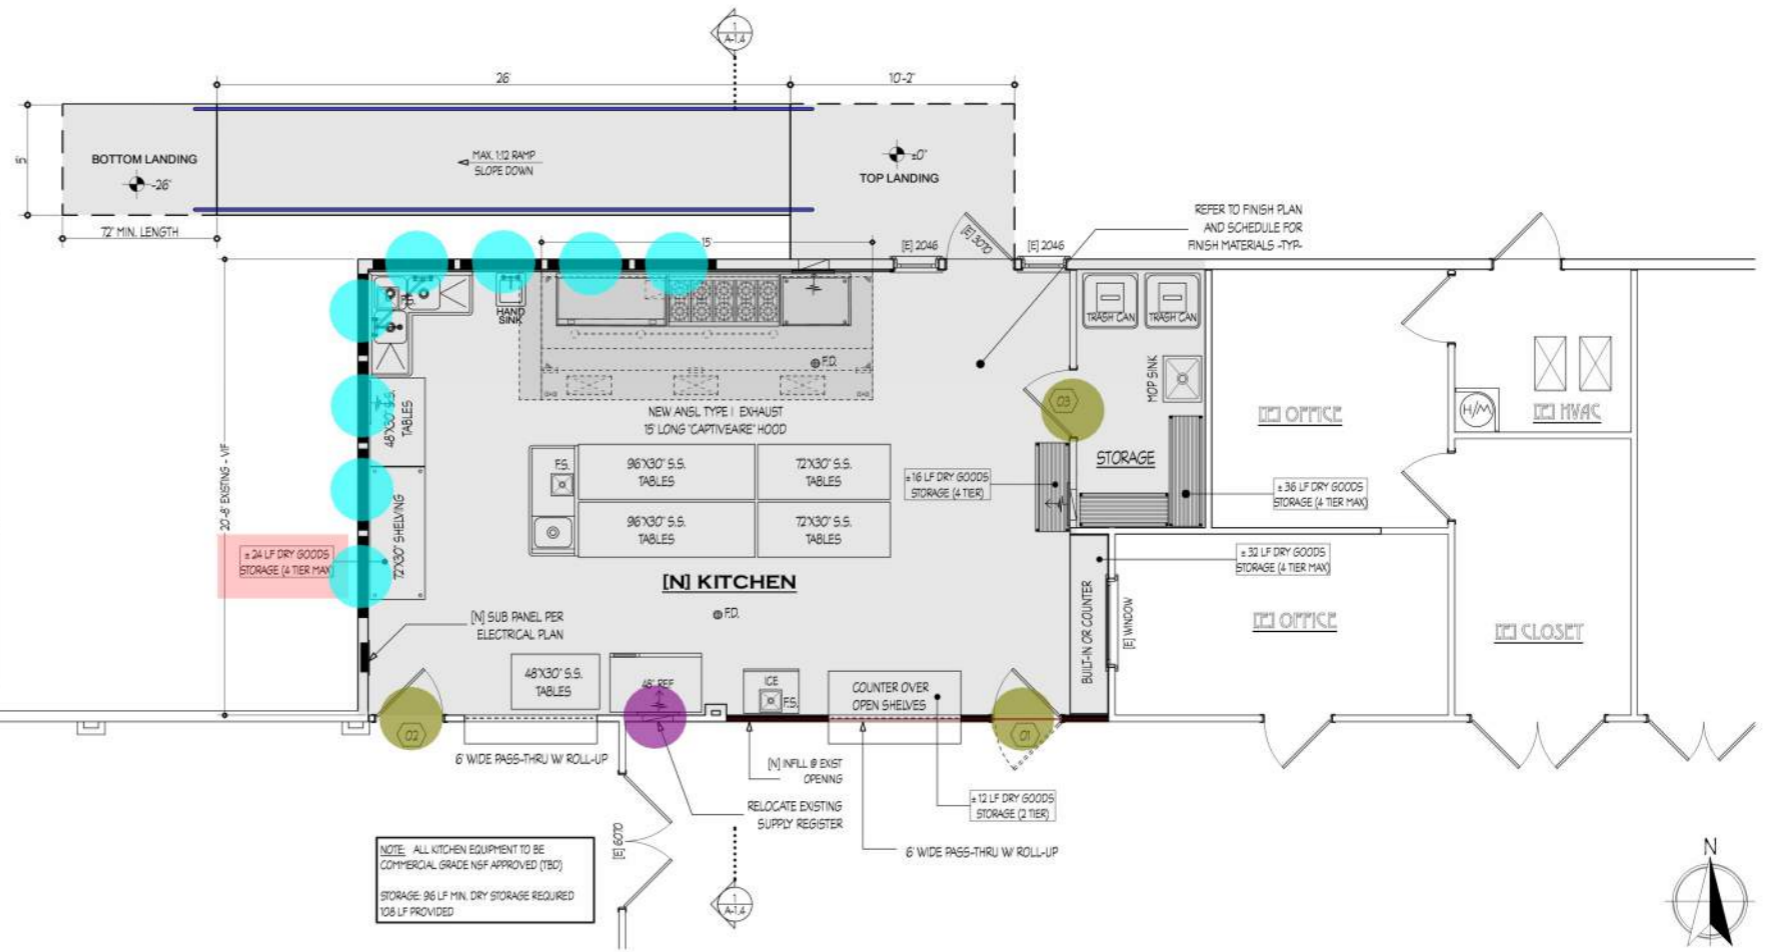 1
A-1.4
26'
10'-2"
5'
BOTTOM LANDING
-26"
MAX. 1:12 RAMP
SLOPE DOWN
±0"
TOP LANDING
72" MIN. LENGTH
REFER TO FINISH PLAN
AND SCHEDULE FOR
FINISH MATERIALS -TYP-
15'
[E] 2046
[E] 3070
[E] 2046
HAND
SINK
TRASH CAN
TRASH CAN
F.D.
MOP SINK
03
48"X30" S.S.
TABLES
NEW ANSL TYPE I EXHAUST
15' LONG "CAPTIVEAIRE" HOOD
[E] OFFICE
H/M
[E] HVAC
20'-8" EXISTING - VIF
F.S.
96"X30" S.S.
TABLES
72"X30" S.S.
TABLES
±16 LF DRY GOODS
STORAGE (4 TIER)
STORAGE
±36 LF DRY GOODS
STORAGE (4 TIER MAX)
96"X30" S.S.
TABLES
72"X30" S.S.
TABLES
72"X30" SHELVING
±24 LF DRY GOODS
STORAGE (4 TIER MAX)
±32 LF DRY GOODS
STORAGE (4 TIER MAX)
[N] KITCHEN
F.D.
[N] SUB PANEL PER
ELECTRICAL PLAN
BUILT-IN OR COUNTER
[E] WINDOW
[E] OFFICE
[E] CLOSET
48"X30" S.S.
TABLES
48" REF
ICE
F.S.
COUNTER OVER
OPEN SHELVES
02
01
6' WIDE PASS-THRU W/ ROLL-UP
[N] INFILL @ EXIST
OPENING
RELOCATE EXISTING
SUPPLY REGISTER
±12 LF DRY GOODS
STORAGE (2 TIER)
[E] 6070
6' WIDE PASS-THRU W/ ROLL-UP
NOTE: ALL KITCHEN EQUIPMENT TO BE
COMMERCIAL GRADE NSF APPROVED (TBD)
STORAGE: 96 LF MIN. DRY STORAGE REQUIRED
108 LF PROVIDED
1
A-1.4
N